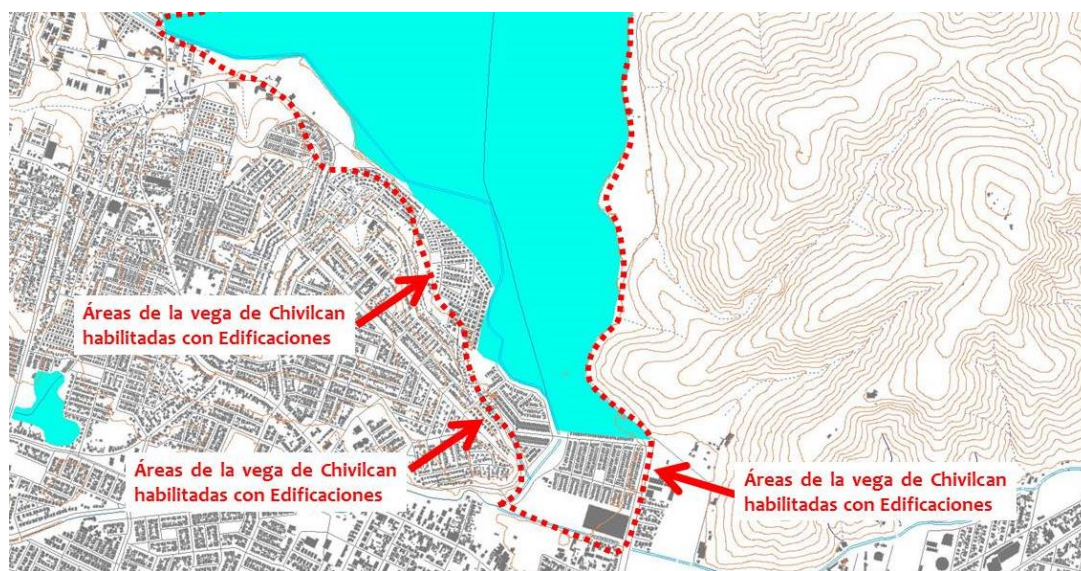 Áreas de la vega de Chivilcan
habilitadas con Edificaciones
Áreas de la vega de Chivilcan
habilitadas con Edificaciones
Áreas de la vega de Chivilcan
habilitadas con Edificaciones